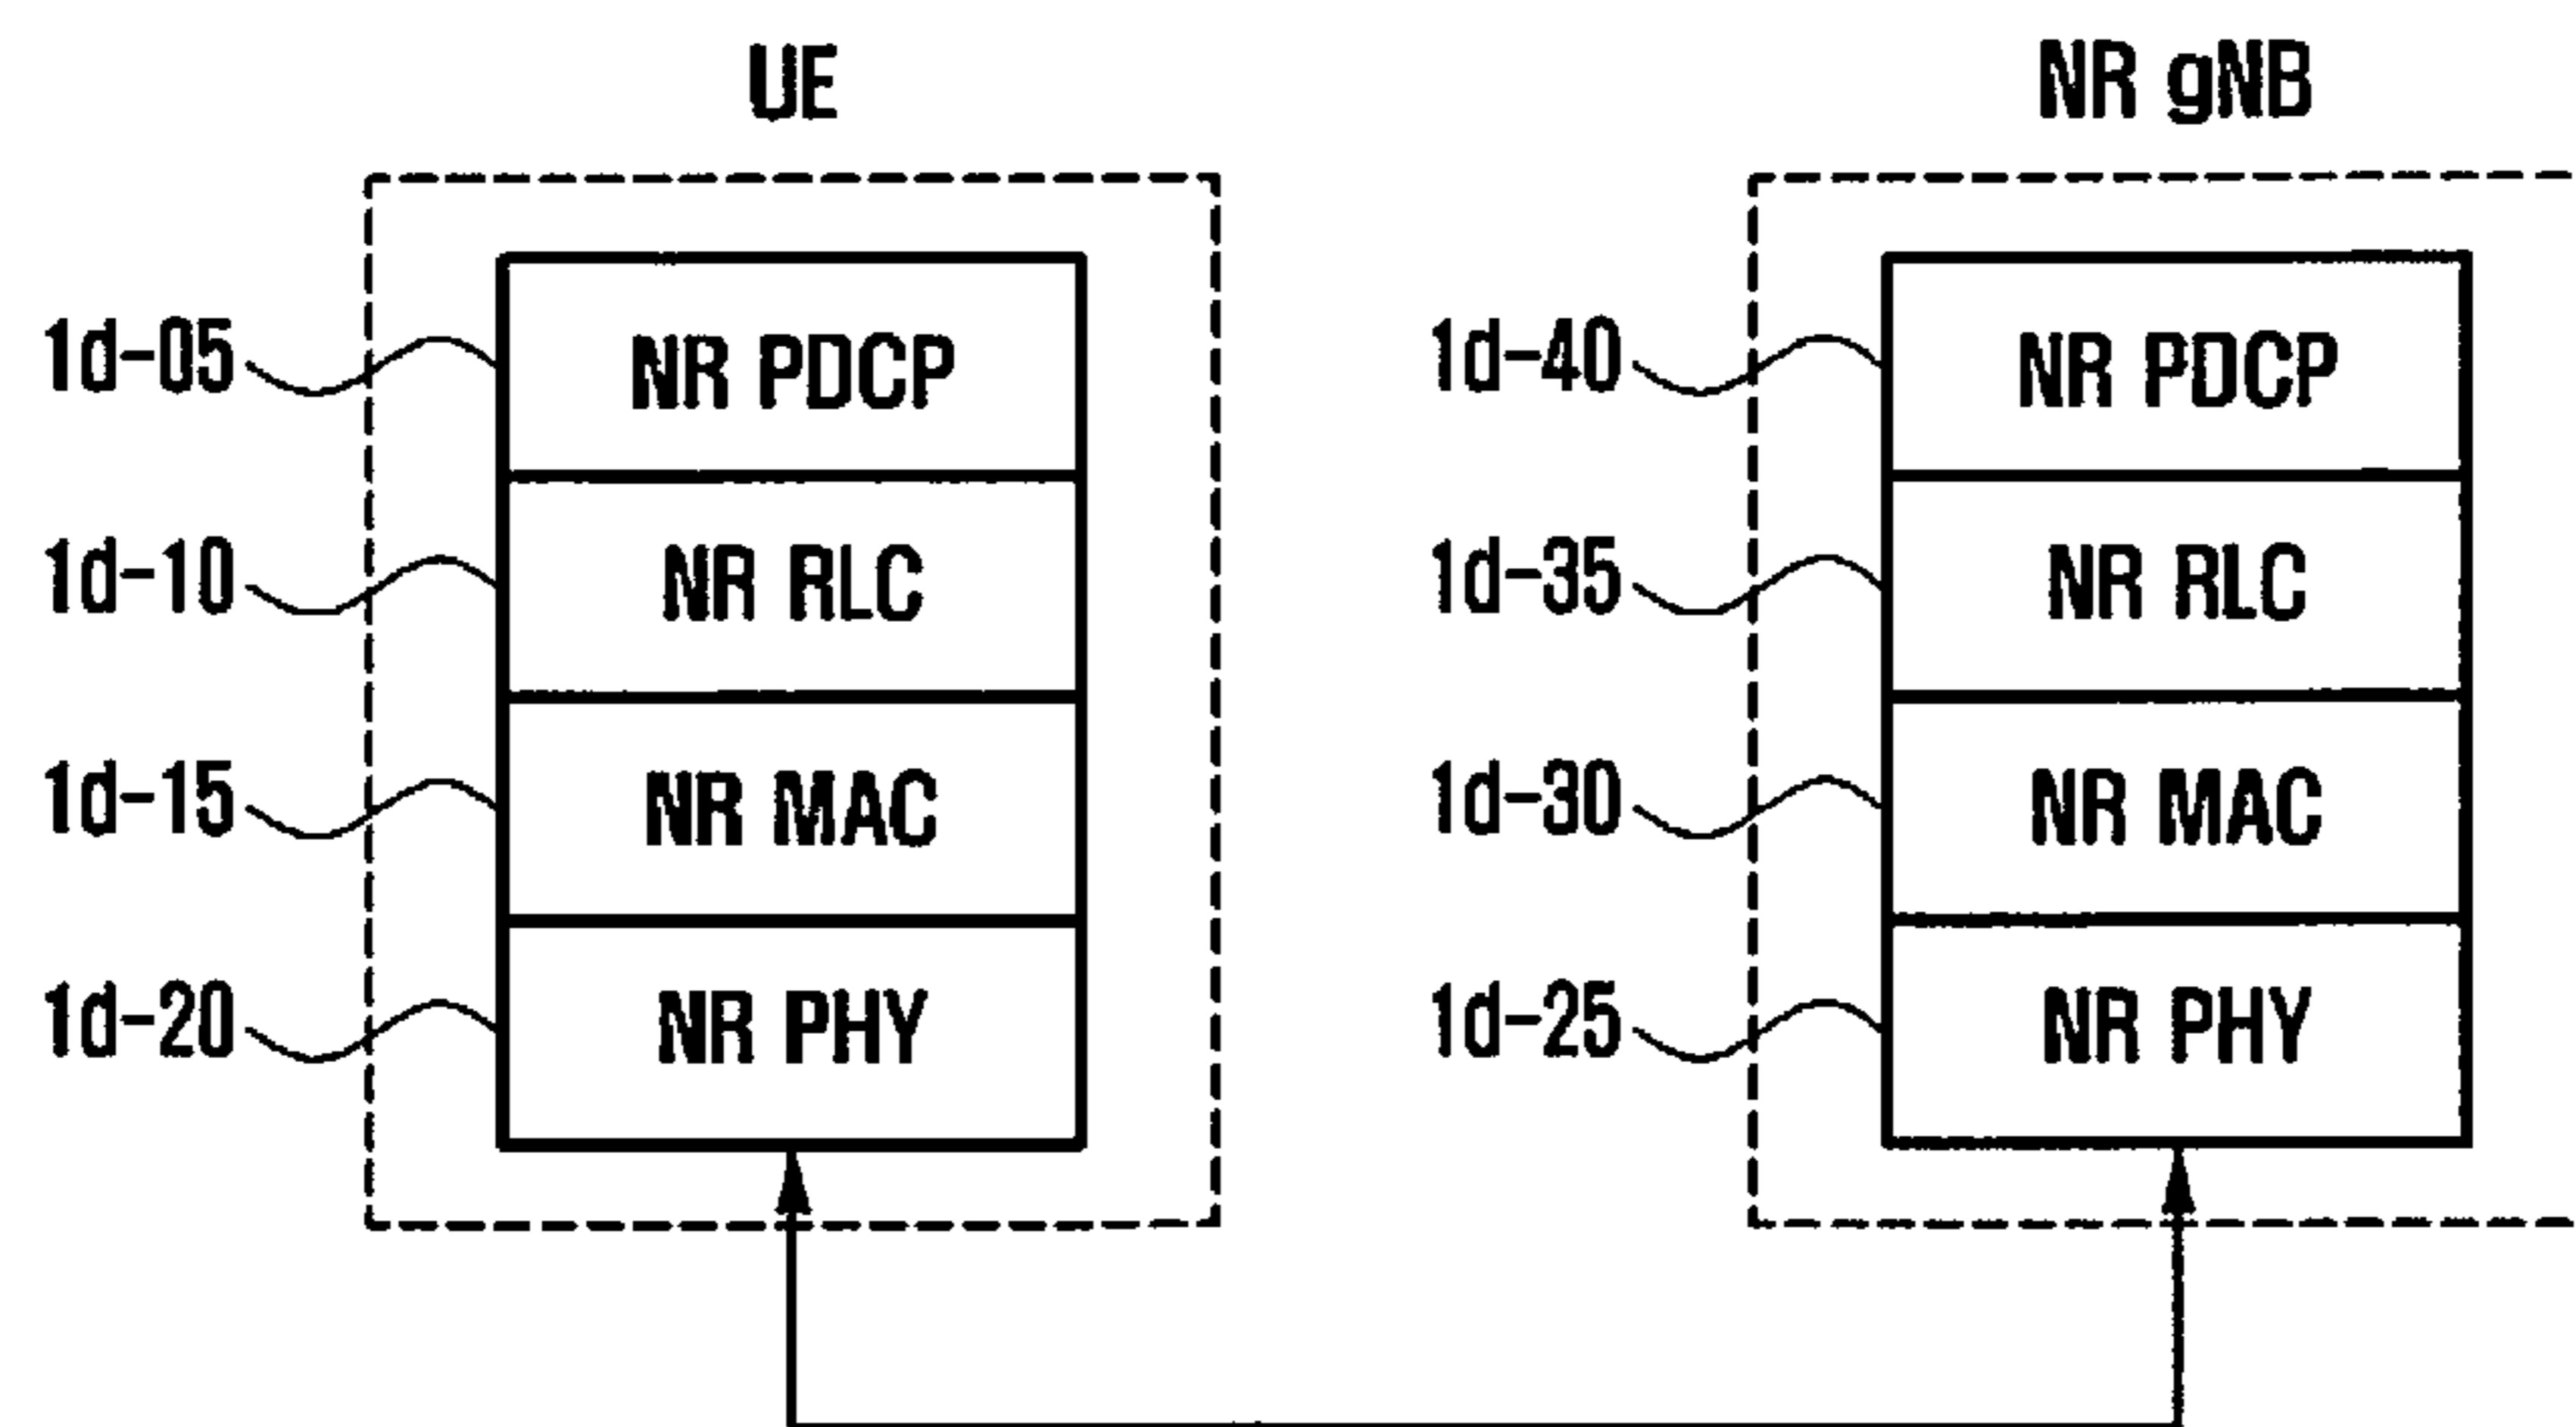 UE NR gNB
1d-05 NR PDCP 1d-40 NR PDCP
1d-10 NR RLC 1d-35 NR RLC
1d-15 NR MAC 1d-30 NR MAC
1d-20 NR PHY 1d-25 NR PHY